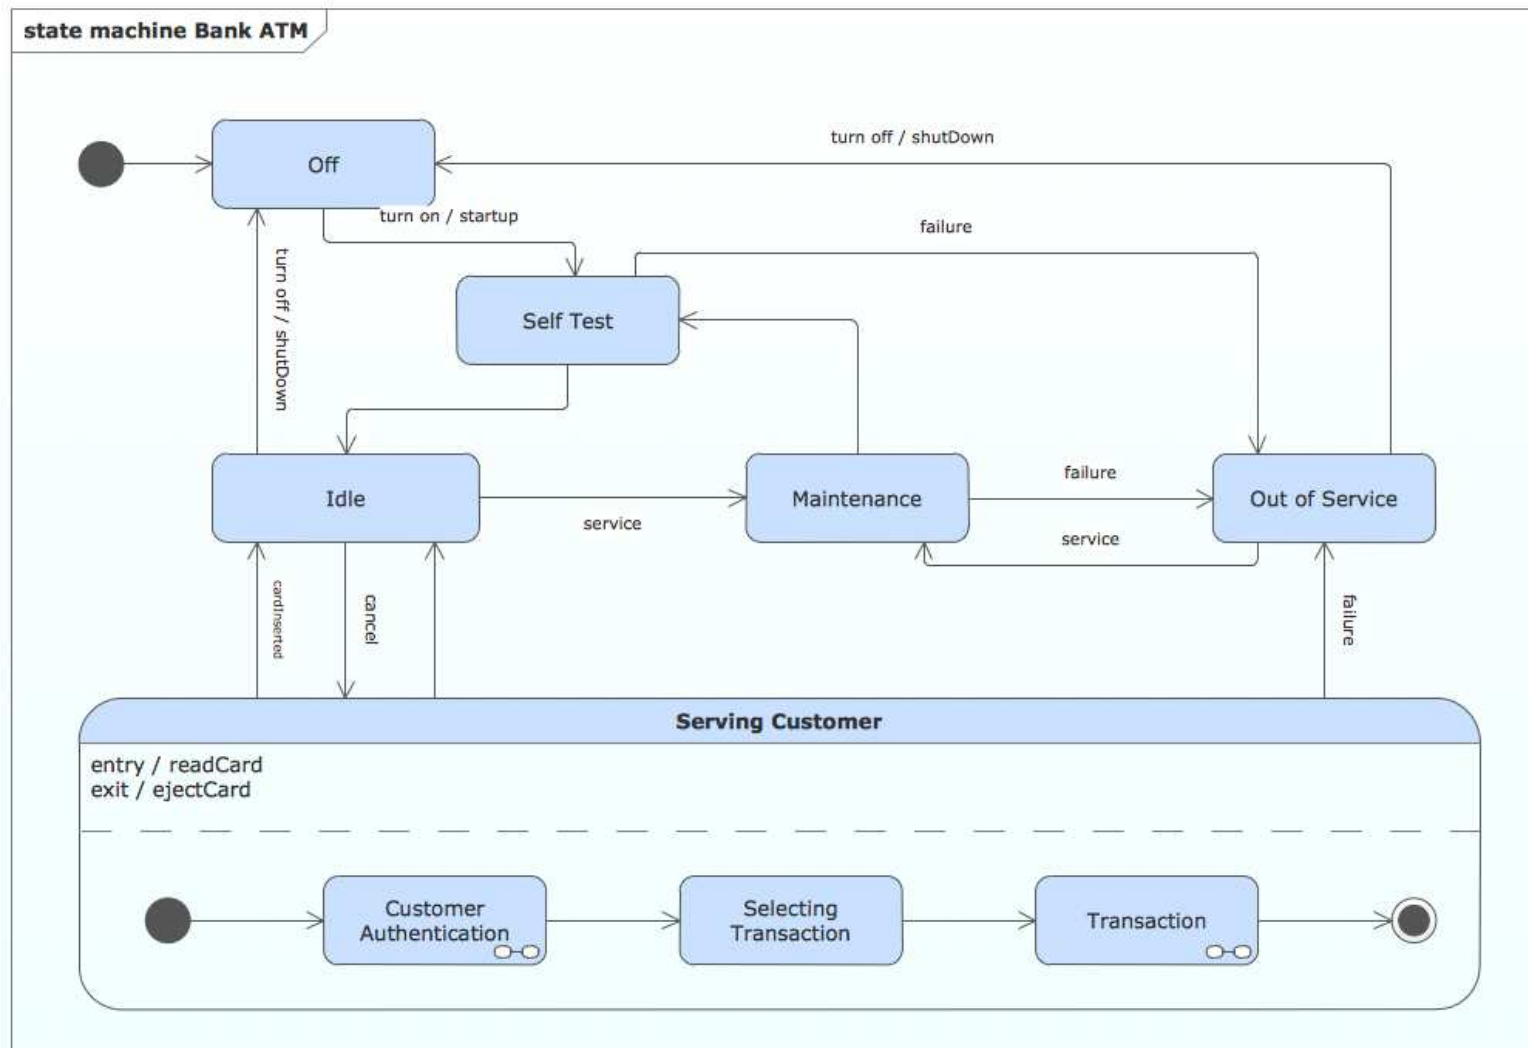 state machine Bank ATM
turn off / shutDown
Off
turn on / startup
failure
turn off / shutDown
Self Test
Idle
service
Maintenance
failure
service
Out of Service
cardInserted
cancel
failure
Serving Customer
entry / readCard
exit / ejectCard
Customer
Authentication
Selecting
Transaction
Transaction